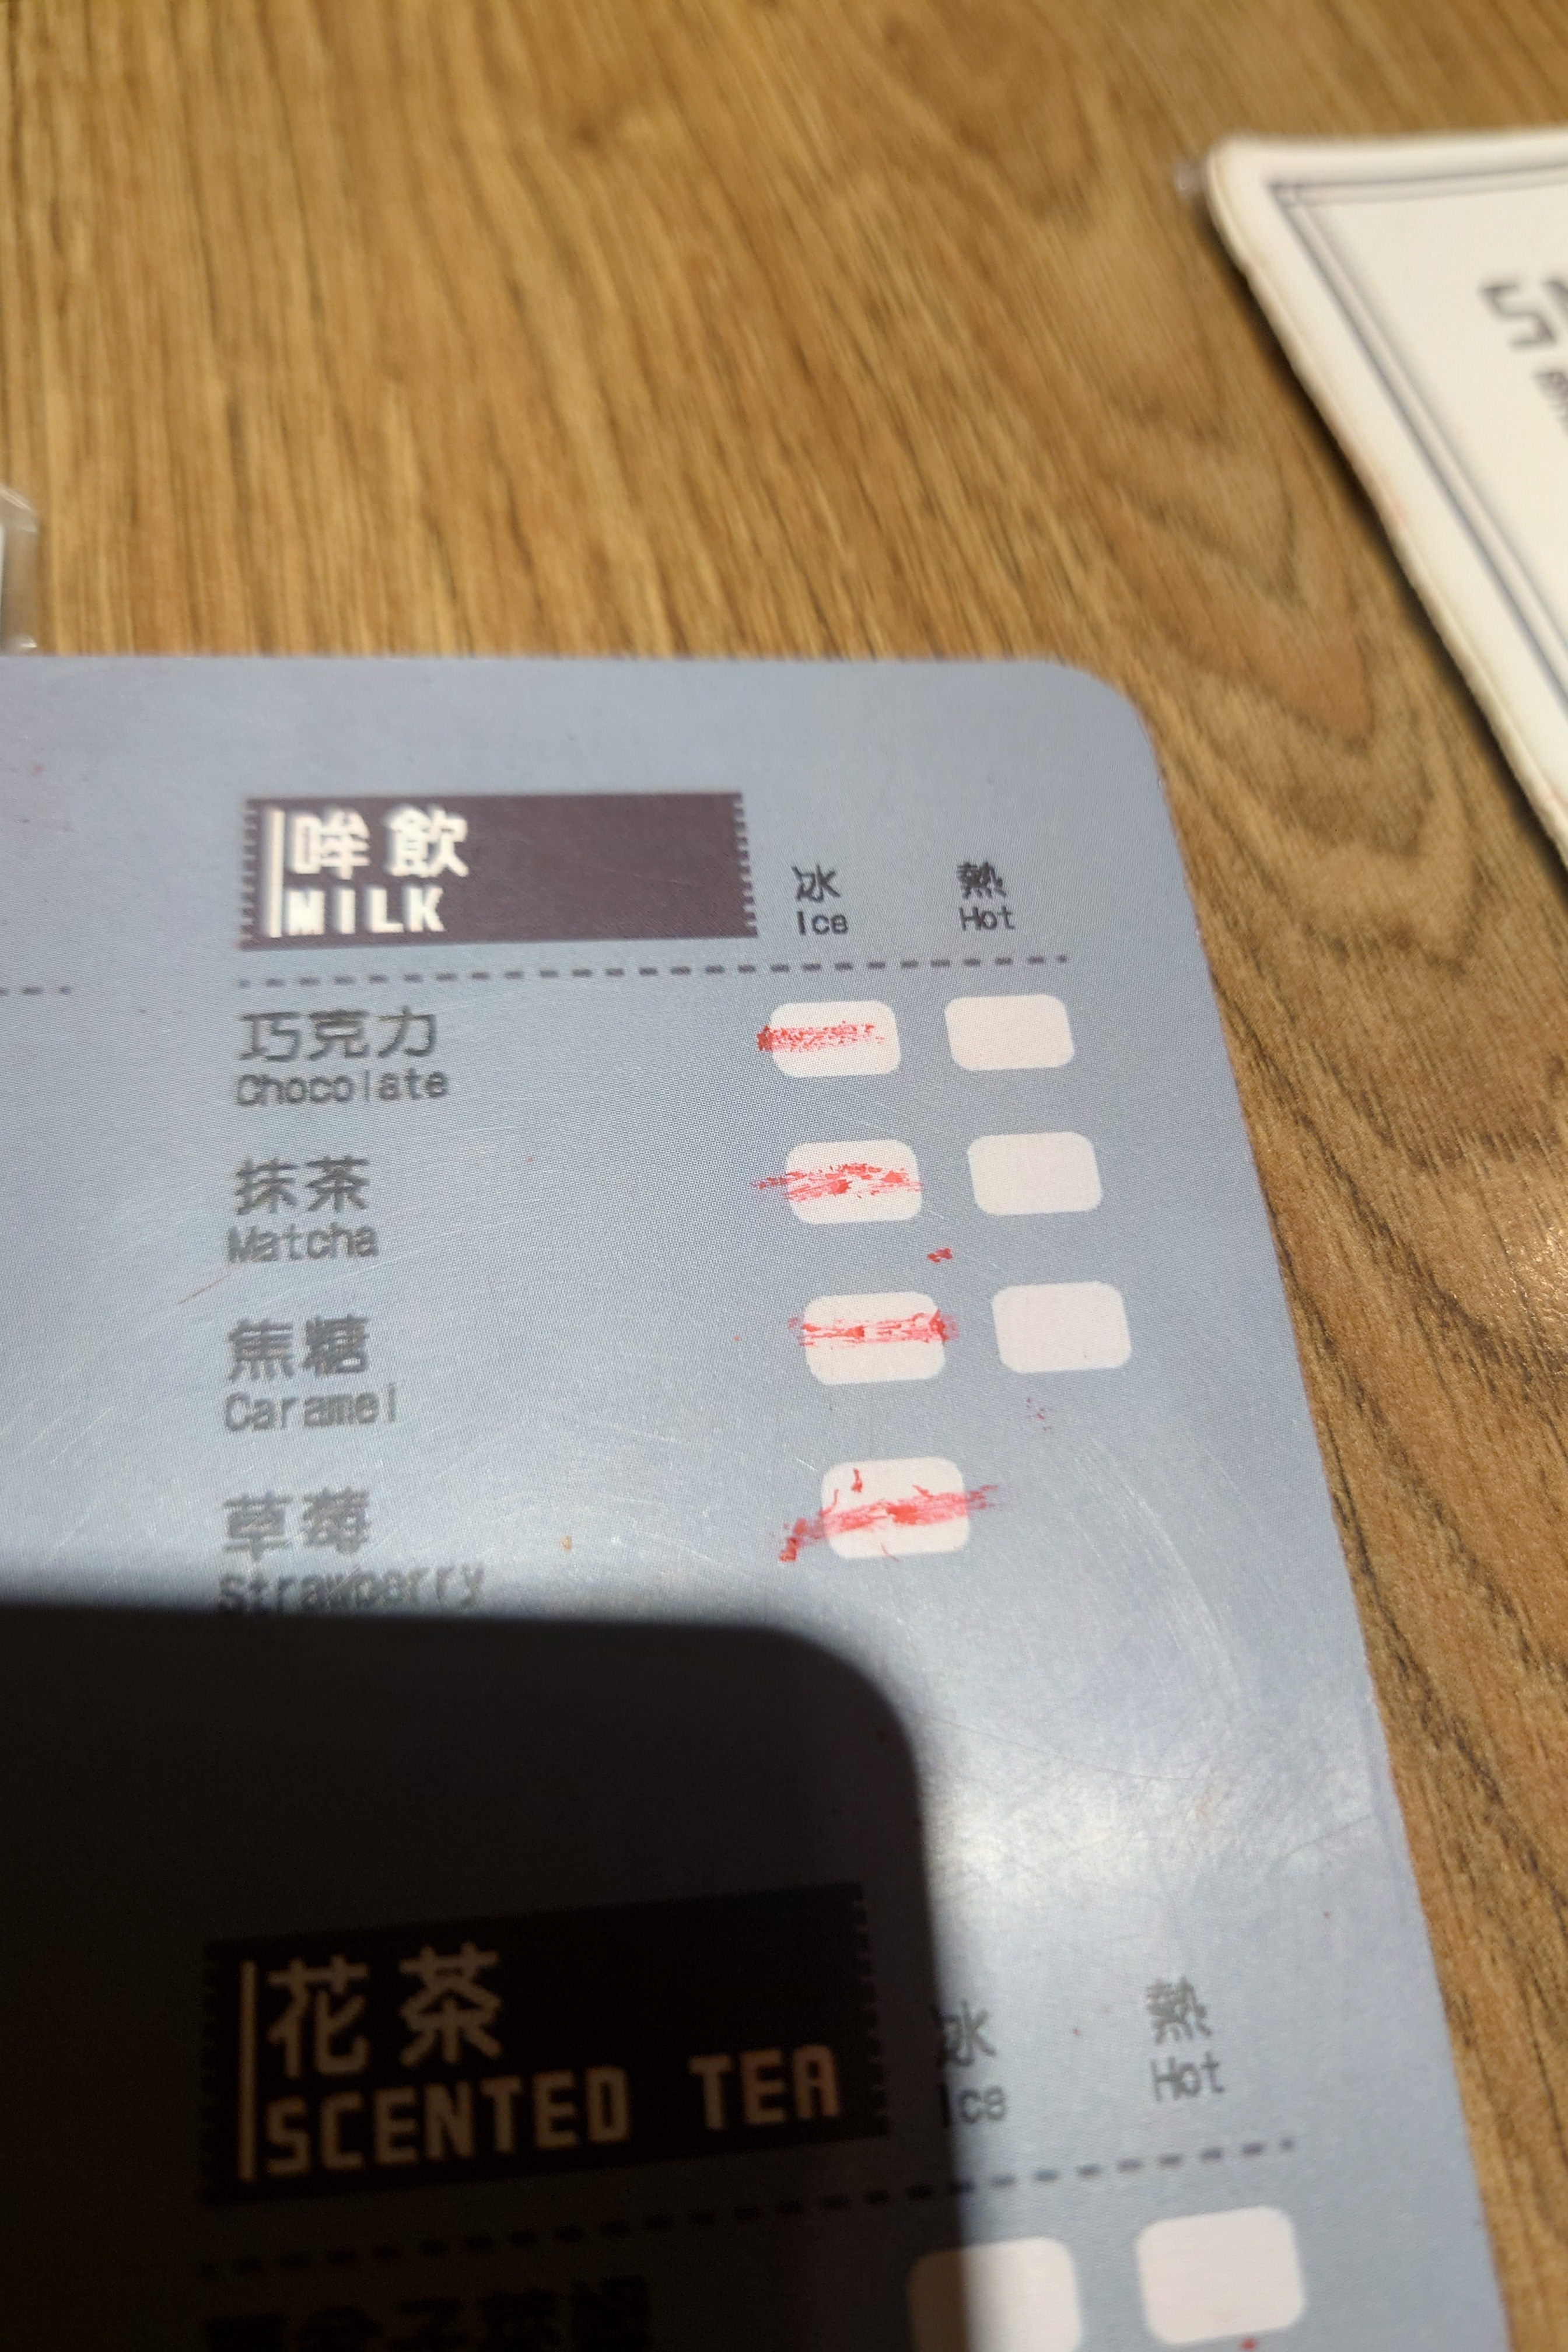 哞飲
MILK
冰 熱
Ice Hot
巧克力
Chocolate
抹茶
Matcha
焦糖
Caramel
草莓
Strawberry
花茶
SCENTED TEA
冰 熱
Ice Hot